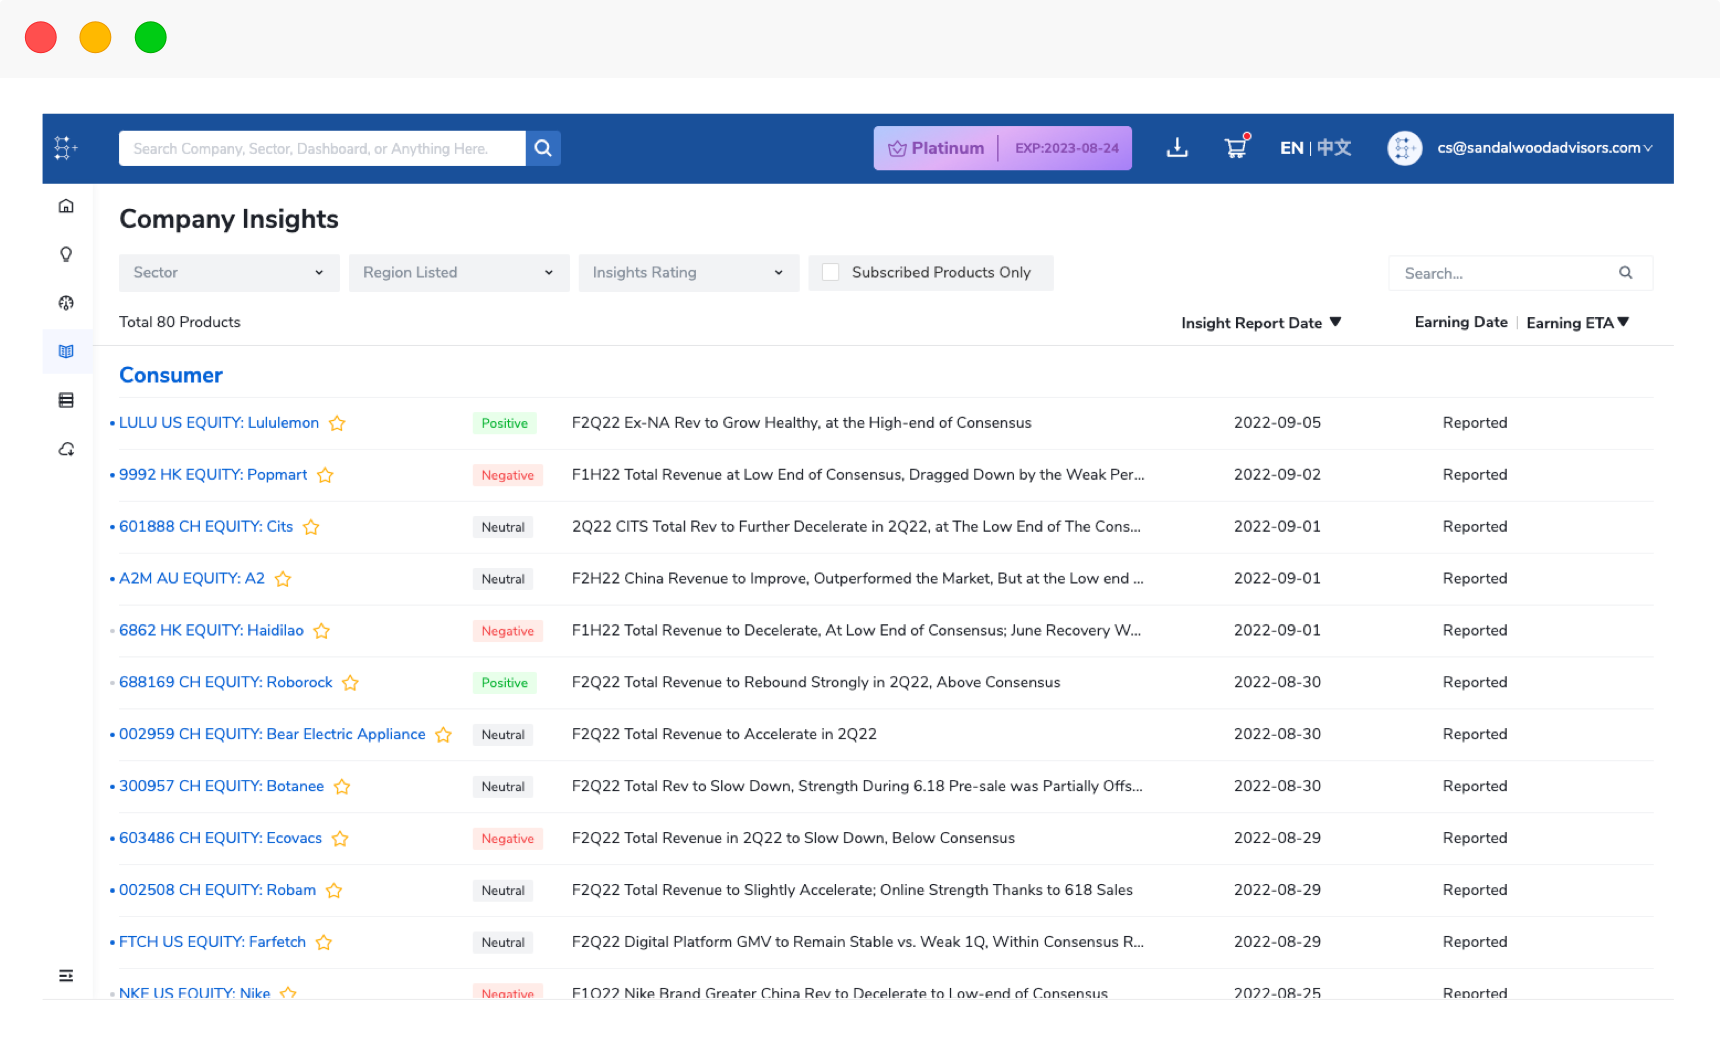 Search Company, Sector, Dashboard, or Anything Here.
Platinum EXP:2023-08-24
EN | 中文
cs@sandalwoodadvisors.com
Company Insights
Sector
Region Listed
Insights Rating
Subscribed Products Only
Search...
Total 80 Products
Insight Report Date ▼
Earning Date | Earning ETA▼
Consumer
LULU US EQUITY: Lululemon Positive F2Q22 Ex-NA Rev to Grow Healthy, at the High-end of Consensus 2022-09-05 Reported
9992 HK EQUITY: Popmart Negative F1H22 Total Revenue at Low End of Consensus, Dragged Down by the Weak Per... 2022-09-02 Reported
601888 CH EQUITY: Cits Neutral 2Q22 CITS Total Rev to Further Decelerate in 2Q22, at The Low End of The Cons... 2022-09-01 Reported
A2M AU EQUITY: A2 Neutral F2H22 China Revenue to Improve, Outperformed the Market, But at the Low end ... 2022-09-01 Reported
6862 HK EQUITY: Haidilao Negative F1H22 Total Revenue to Decelerate, At Low End of Consensus; June Recovery W... 2022-09-01 Reported
688169 CH EQUITY: Roborock Positive F2Q22 Total Revenue to Rebound Strongly in 2Q22, Above Consensus 2022-08-30 Reported
002959 CH EQUITY: Bear Electric Appliance Neutral F2Q22 Total Revenue to Accelerate in 2Q22 2022-08-30 Reported
300957 CH EQUITY: Botanee Neutral F2Q22 Total Rev to Slow Down, Strength During 6.18 Pre-sale was Partially Offs... 2022-08-30 Reported
603486 CH EQUITY: Ecovacs Negative F2Q22 Total Revenue in 2Q22 to Slow Down, Below Consensus 2022-08-29 Reported
002508 CH EQUITY: Robam Neutral F2Q22 Total Revenue to Slightly Accelerate; Online Strength Thanks to 618 Sales 2022-08-29 Reported
FTCH US EQUITY: Farfetch Neutral F2Q22 Digital Platform GMV to Remain Stable vs. Weak 1Q, Within Consensus R... 2022-08-29 Reported
NKE US EQUITY: Nike Negative F1Q22 Nike Brand Greater China Rev to Decelerate to Low-end of Consensus 2022-08-25 Reported